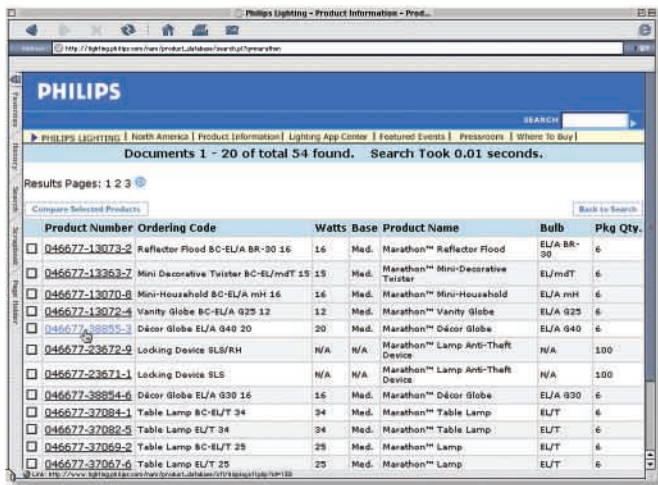 Philips Lighting - Product Information - Prod...
PHILIPS
SEARCH
PHILIPS LIGHTING | North America | Product Information | Lighting App Center | Featured Events | Pressroom | Where To Buy |
Documents 1 - 20 of total 54 found. Search Took 0.01 seconds.
Results Pages: 1 2 3
Compare Selected Products Back to Search
Product Number Ordering Code Watts Base Product Name Bulb Pkg Qty.
046677-13073-2 Reflector Flood BC-EL/A BR-30 16 16 Med. Marathon™ Reflector Flood EL/A BR-30 6
046677-13363-7 Mini Decorative Twister BC-EL/mdT 15 15 Med. Marathon™ Mini-Decorative Twister EL/mdT 6
046677-13070-8 Mini-Household BC-EL/A mH 16 16 Med. Marathon™ Mini-Household EL/A mH 6
046677-13072-4 Vanity Globe BC-EL/A G25 12 12 Med. Marathon™ Vanity Globe EL/A G25 6
046677-38855-3 Décor Globe EL/A G40 20 20 Med. Marathon™ Décor Globe EL/A G40 6
046677-23672-9 Locking Device SLS/RH N/A N/A Marathon™ Lamp Anti-Theft Device N/A 100
046677-23671-1 Locking Device SLS N/A N/A Marathon™ Lamp Anti-Theft Device N/A 100
046677-38854-6 Décor Globe EL/A G30 16 16 Med. Marathon™ Décor Globe EL/A G30 6
046677-37084-1 Table Lamp BC-EL/T 34 34 Med. Marathon™ Table Lamp EL/T 6
046677-37082-5 Table Lamp EL/T 34 34 Med. Marathon™ Table Lamp EL/T 6
046677-37069-2 Table Lamp BC-EL/T 25 25 Med. Marathon™ Lamp EL/T 6
046677-37067-6 Table Lamp EL/T 25 25 Med. Marathon™ Lamp EL/T 6
Favorites
History
Search
Scrapbook
Page Holder